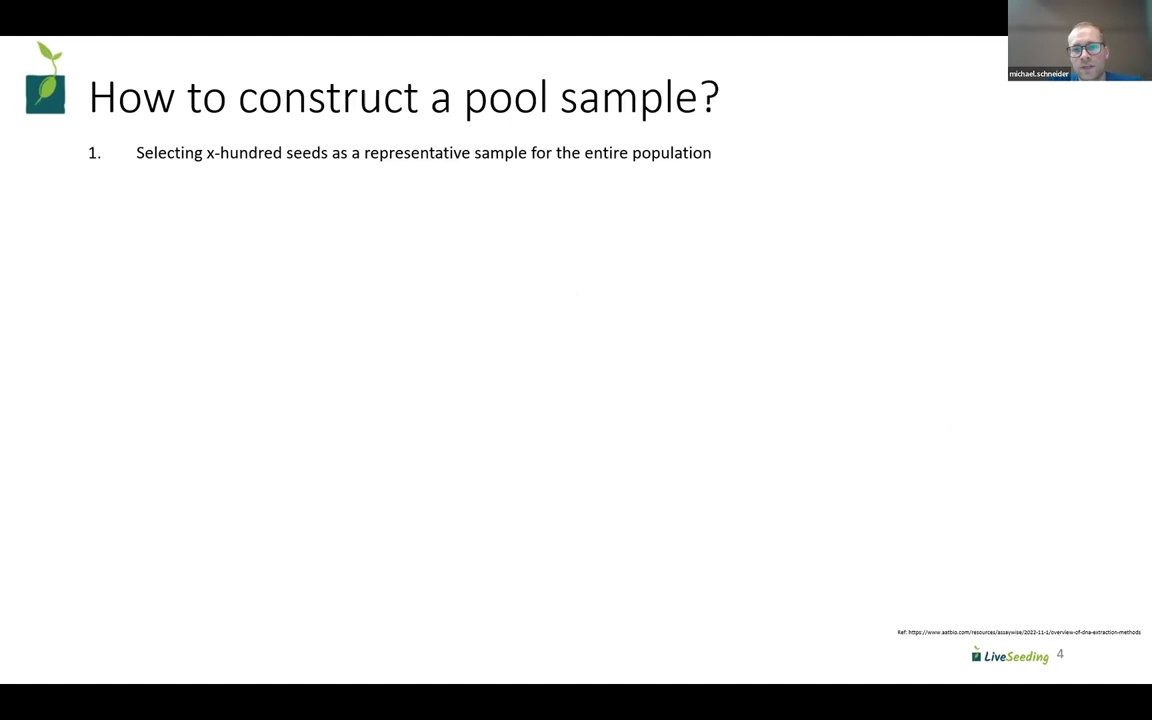 michael.schneider
How to construct a pool sample?
1. Selecting x-hundred seeds as a representative sample for the entire population
Ref: https://www.aatbio.com/resources/assaywise/2022-11-1/overview-of-dna-extraction-methods
LiveSeeding 4